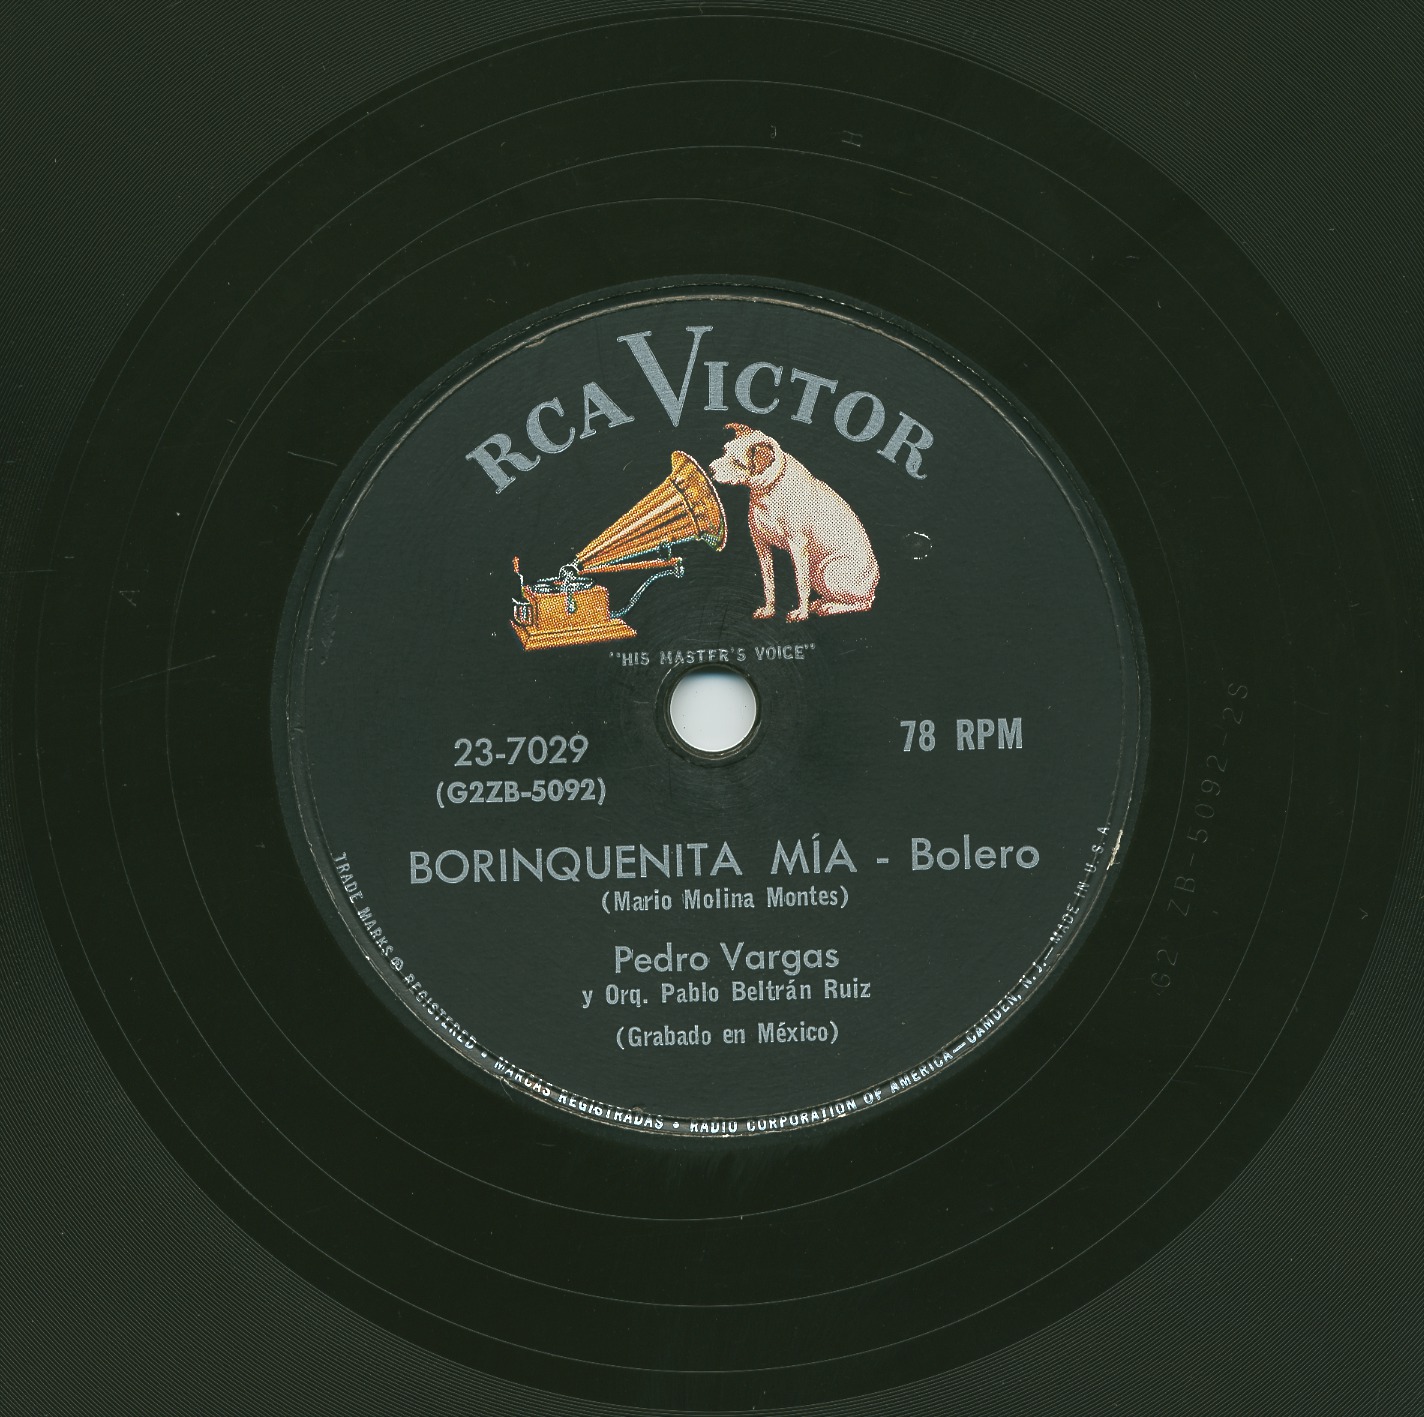 RCA VICTOR
"HIS MASTER'S VOICE"
23-7029
(G2ZB-5092)
78 RPM
BORINQUENITA MÍA - Bolero
(Mario Molina Montes)
Pedro Vargas
y Orq. Pablo Beltrán Ruiz
(Grabado en México)
TRADE MARKS ® REGISTERED • MARCAS REGISTRADAS • RADIO CORPORATION OF AMERICA—CAMDEN, N. J.—MADE IN U.S.A.
G2 ZB-5092-2S
A